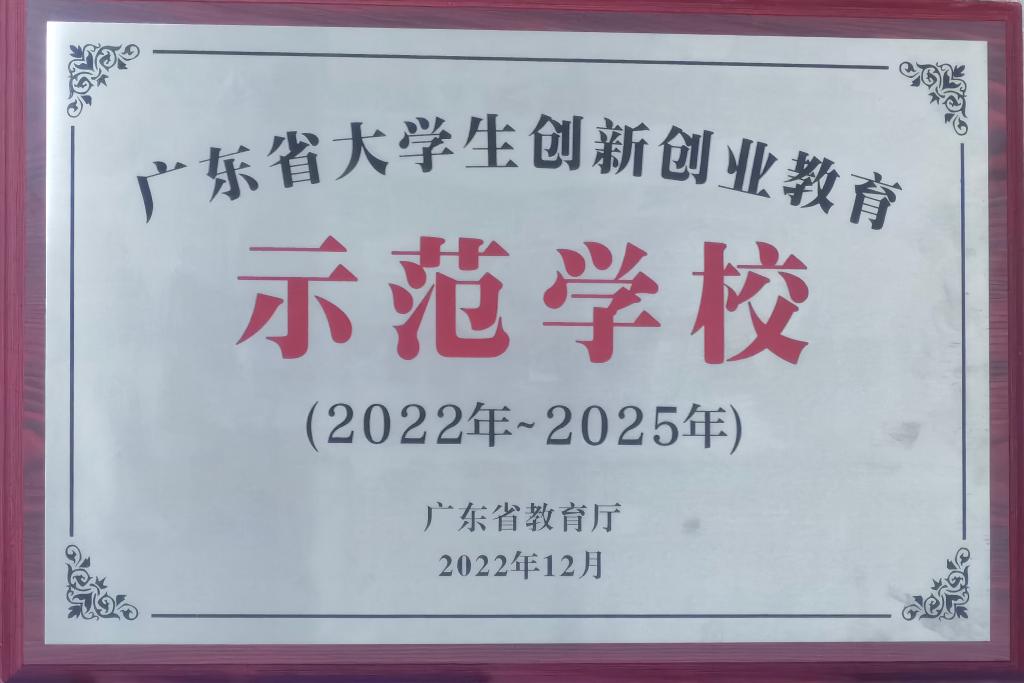 广东省大学生创新创业教育
示范学校
(2022年~2025年)
广东省教育厅
2022年12月